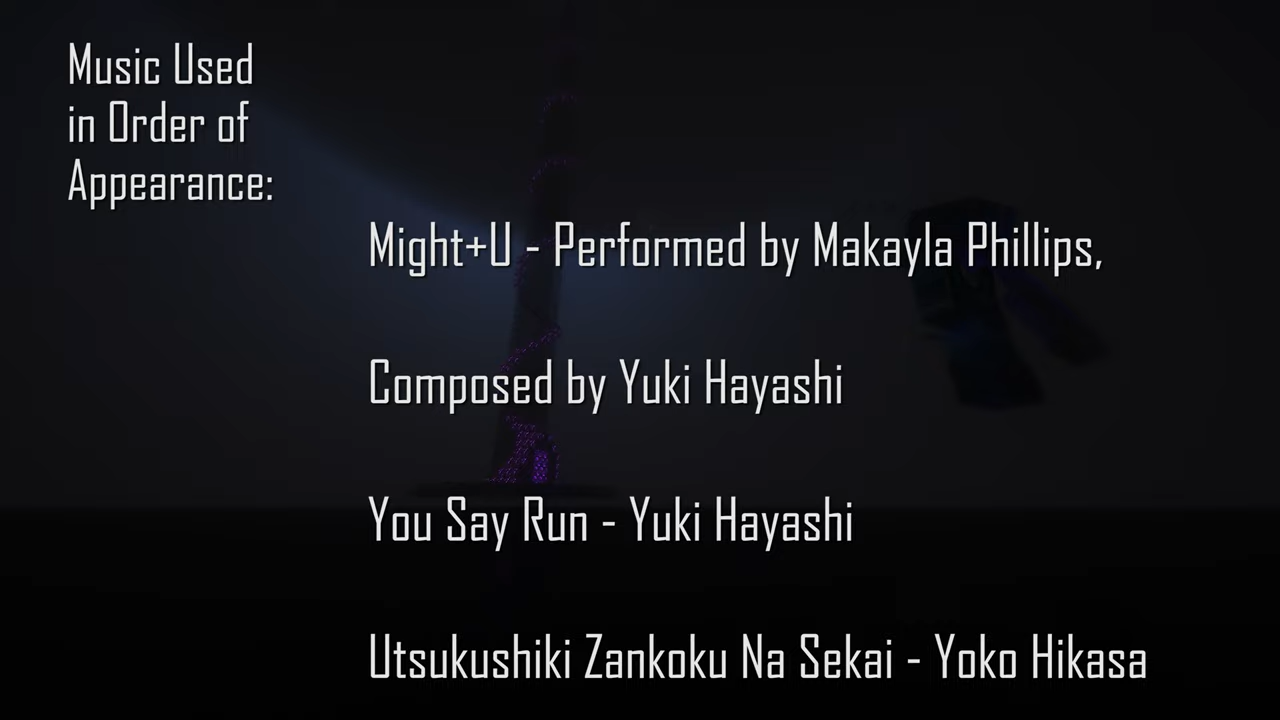 Music Used
in Order of
Appearance:
Might+U - Performed by Makayla Phillips,
Composed by Yuki Hayashi
You Say Run - Yuki Hayashi
Utsukushiki Zankoku Na Sekai - Yoko Hikasa